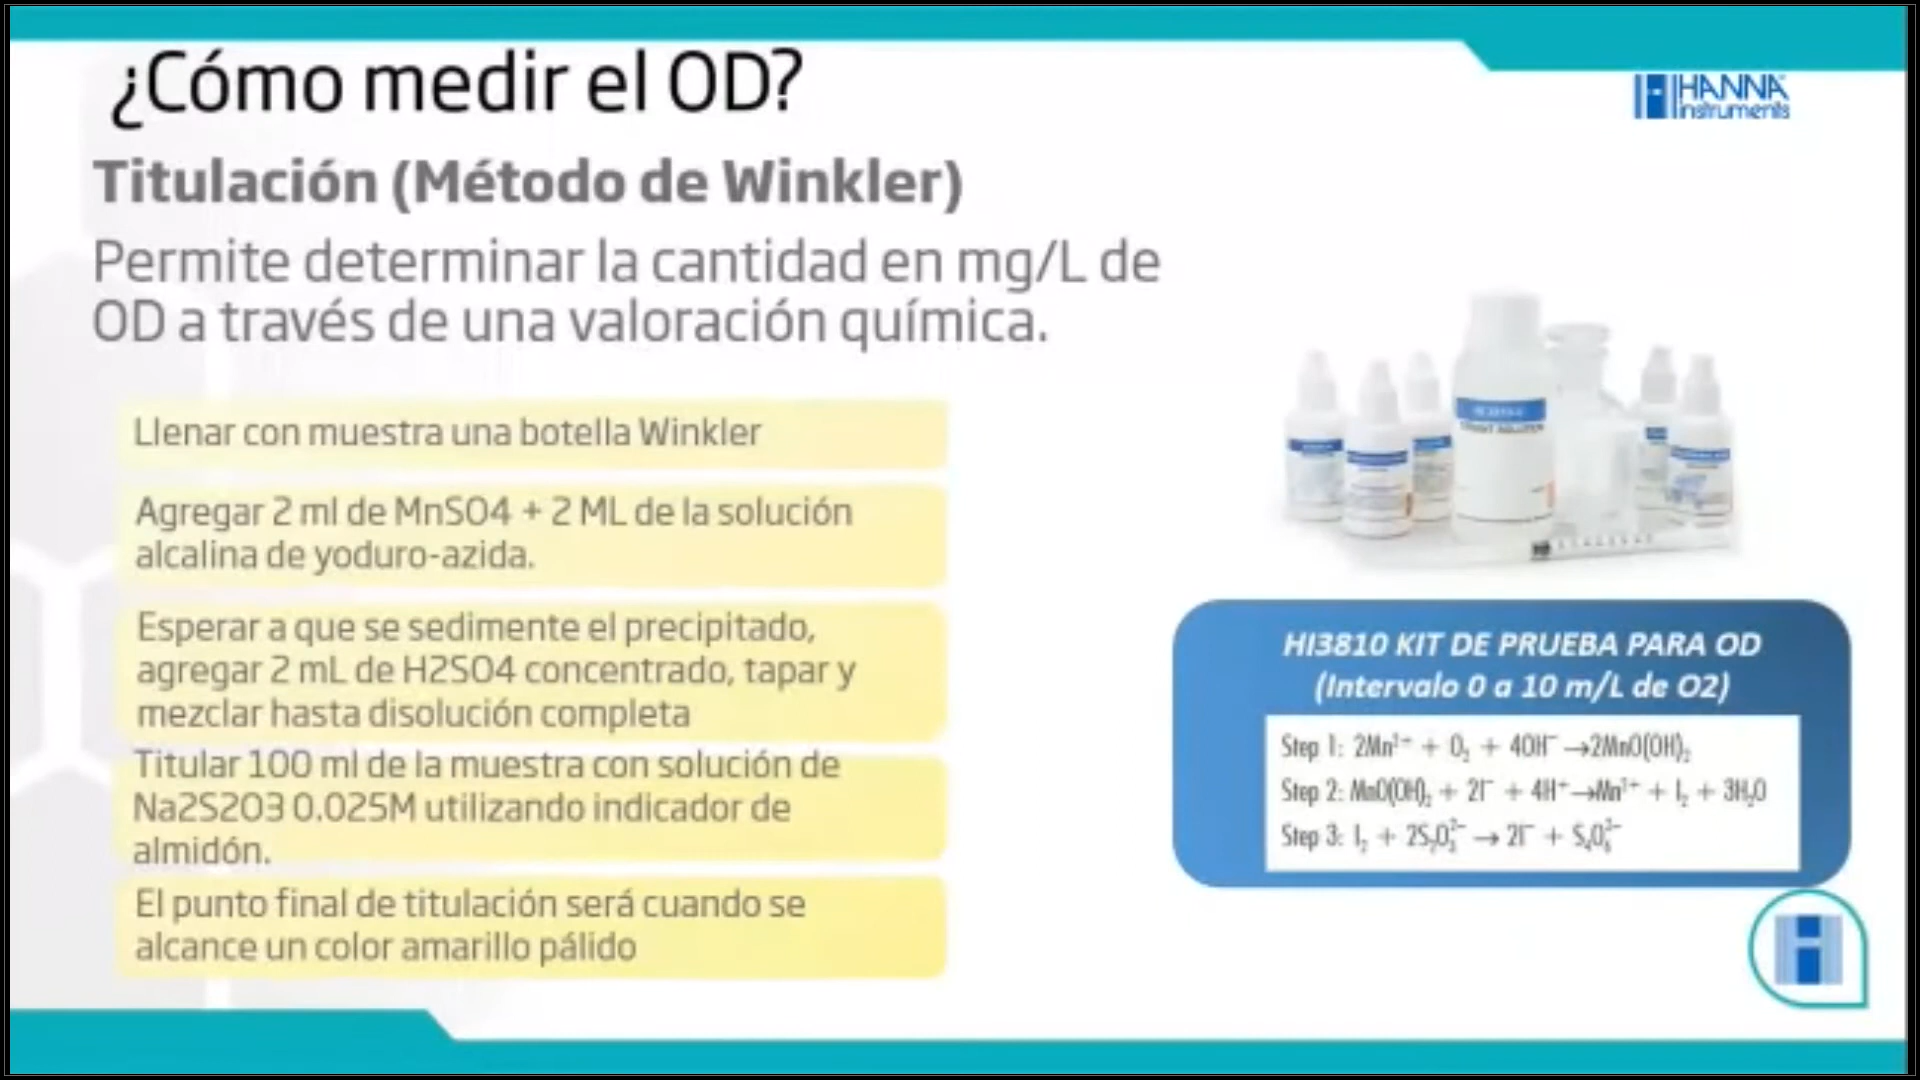 ¿Cómo medir el OD?
HANNA
instruments
Titulación (Método de Winkler)
Permite determinar la cantidad en mg/L de
OD a través de una valoración química.
Llenar con muestra una botella Winkler
Agregar 2 ml de MnSO4 + 2 ML de la solución
alcalina de yoduro-azida.
Esperar a que se sedimente el precipitado,
agregar 2 mL de H2SO4 concentrado, tapar y
mezclar hasta disolución completa
Titular 100 ml de la muestra con solución de
Na2S2O3 0.025M utilizando indicador de
almidón.
El punto final de titulación será cuando se
alcance un color amarillo pálido
HI3810 KIT DE PRUEBA PARA OD
(Intervalo 0 a 10 m/L de O2)
Step 1: 2Mn²⁺ + O₂ + 4OH⁻ →2MnO(OH)₂
Step 2: MnO(OH)₂ + 2I⁻ + 4H⁺→Mn²⁺ + I₂ + 3H₂O
Step 3: I₂ + 2S₂O₃²⁻ → 2I⁻ + S₄O₆²⁻